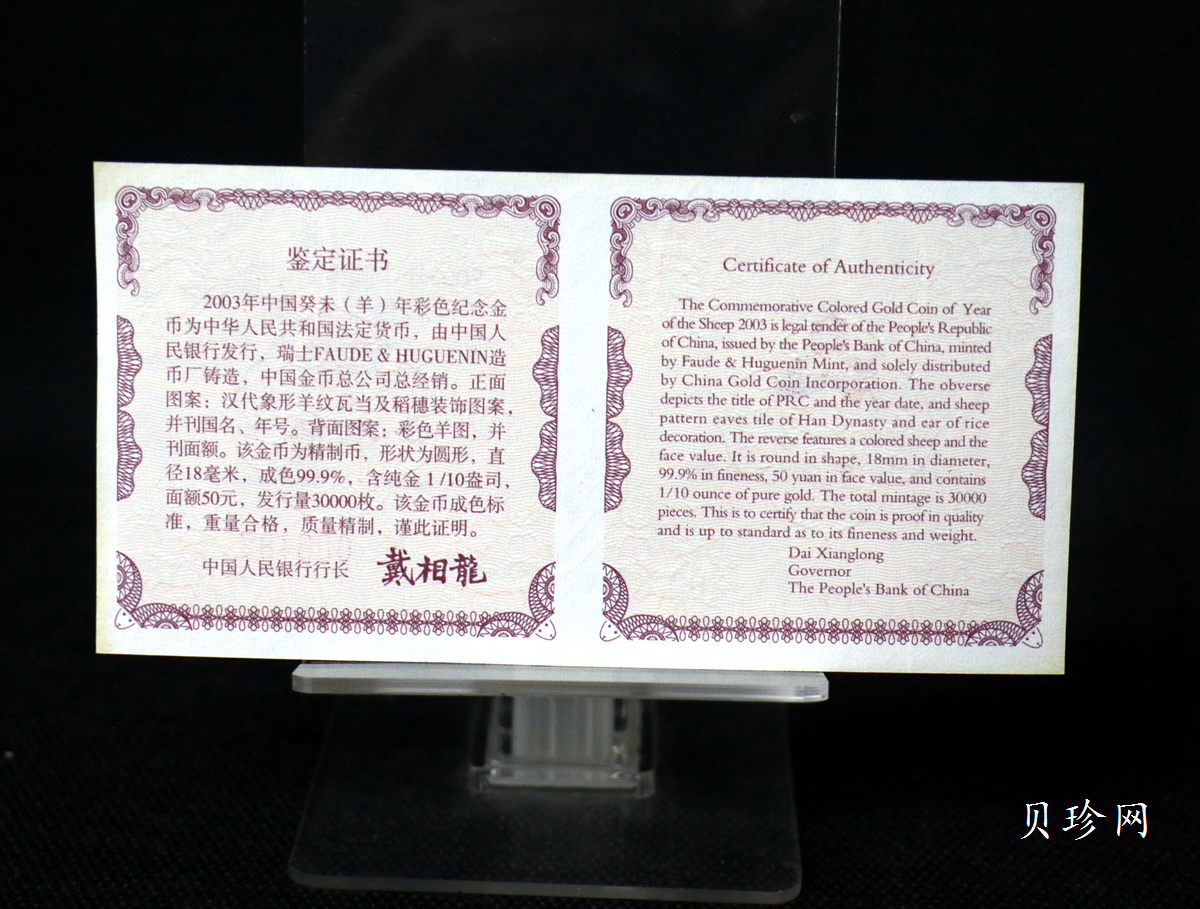 鉴定证书
2003年中国癸未（羊）年彩色纪念金
币为中华人民共和国法定货币，由中国人
民银行发行，瑞士FAUDE & HUGUENIN造
币厂铸造，中国金币总公司总经销。正面
图案：汉代象形羊纹瓦当及稻穗装饰图案，
并刊国名、年号。背面图案：彩色羊图，并
刊面额。该金币为精制币，形状为圆形，直
径18毫米，成色99.9%，含纯金 1 /10盎司，
面额50元，发行量30000枚。该金币成色标
准，重量合格，质量精制，谨此证明。
中国人民银行行长 戴相龍
Certificate of Authenticity
The Commemorative Colored Gold Coin of Year
of the Sheep 2003 is legal tender of the People's Republic
of China, issued by the People's Bank of China, minted
by Faude & Huguenin Mint, and solely distributed
by China Gold Coin Incorporation. The obverse
depicts the title of PRC and the year date, and sheep
pattern eaves tile of Han Dynasty and ear of rice
decoration. The reverse features a colored sheep and the
face value. It is round in shape, 18mm in diameter,
99.9% in fineness, 50 yuan in face value, and contains
1/10 ounce of pure gold. The total mintage is 30000
pieces. This is to certify that the coin is proof in quality
and is up to standard as to its fineness and weight.
Dai Xianglong
Governor
The People's Bank of China
贝珍网